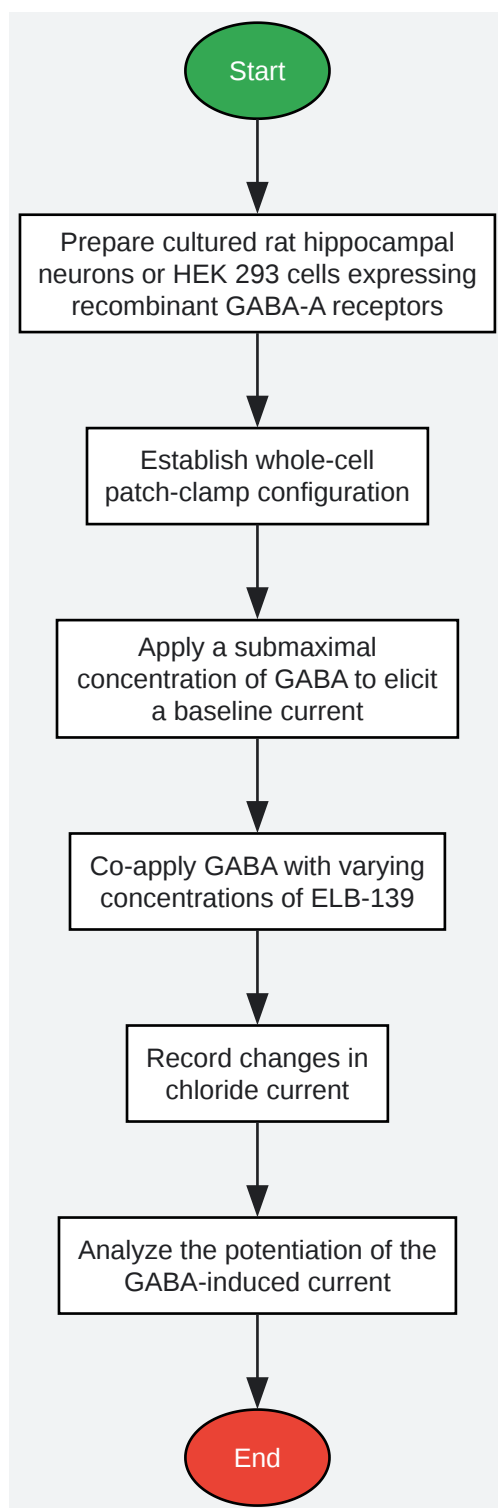 Start
Prepare cultured rat hippocampal
neurons or HEK 293 cells expressing
recombinant GABA-A receptors
Establish whole-cell
patch-clamp configuration
Apply a submaximal
concentration of GABA to elicit
a baseline current
Co-apply GABA with varying
concentrations of ELB-139
Record changes in
chloride current
Analyze the potentiation of the
GABA-induced current
End